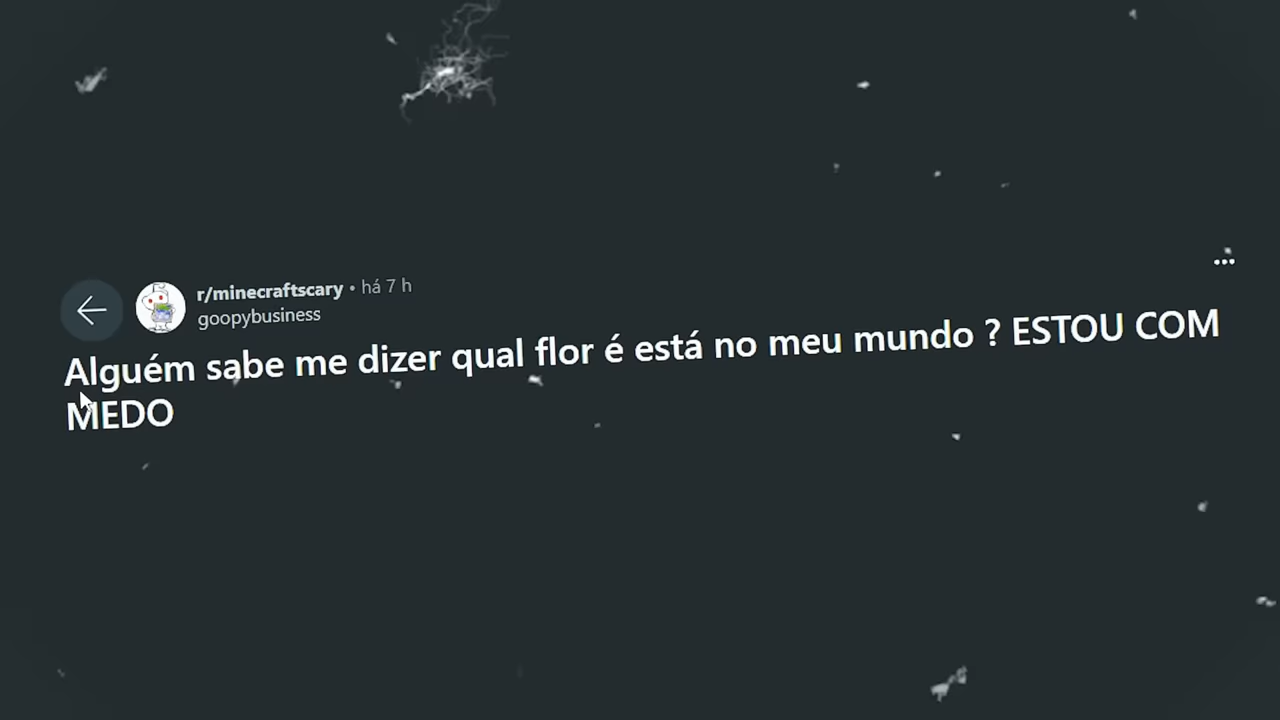 r/minecraftscary • há 7 h
goopybusiness
Alguém sabe me dizer qual flor é está no meu mundo ? ESTOU COM
MEDO